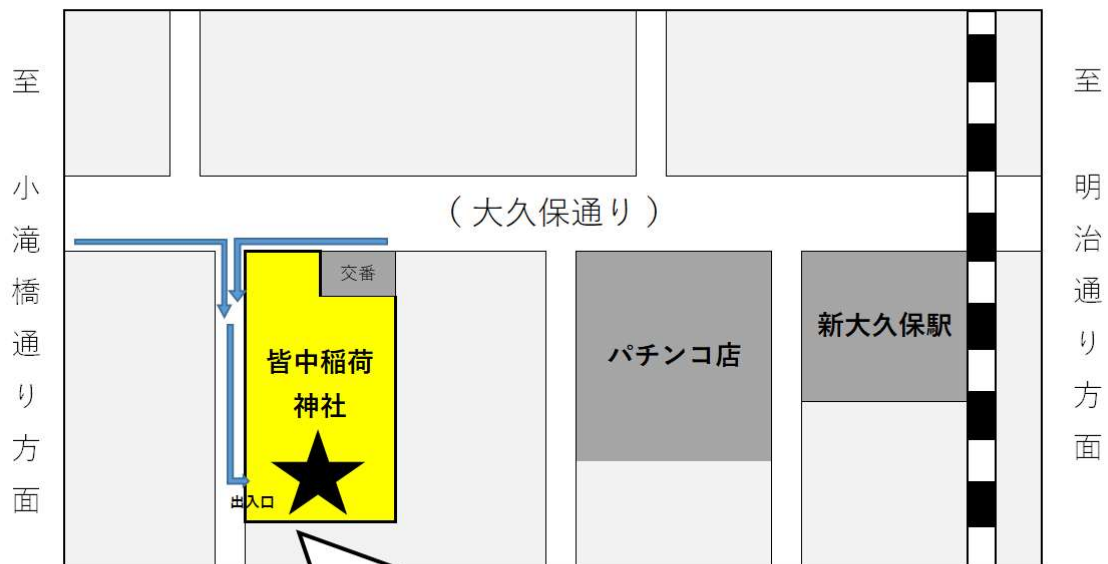 至 小滝橋通り方面
(大久保通り)
至 明治通り方面
交番
皆中稲荷
神社
出入口
パチンコ店
新大久保駅